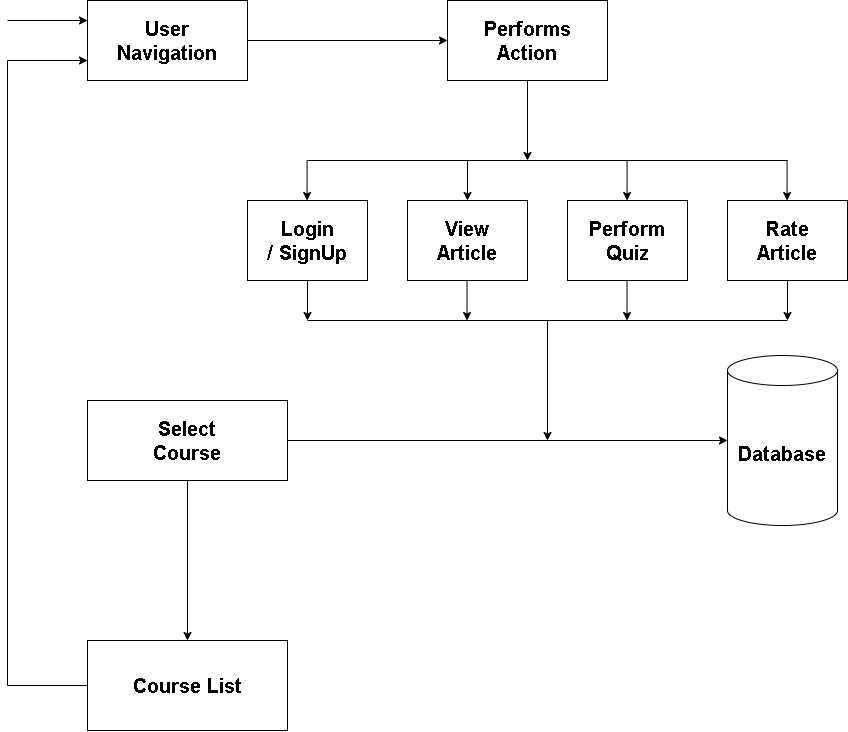 User
Navigation
Performs
Action
Login
/ SignUp
View
Article
Perform
Quiz
Rate
Article
Select
Course
Database
Course List